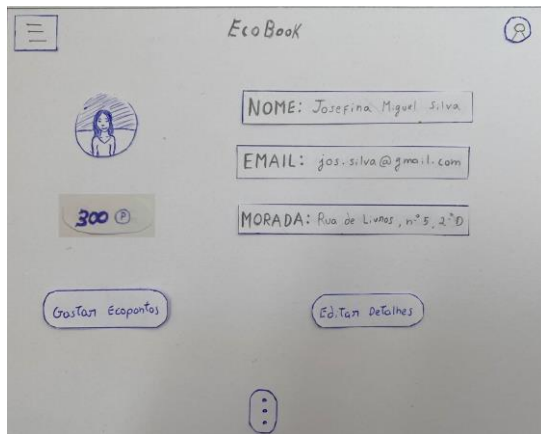 EcoBook
NOME: Josefina Miguel Silva
EMAIL: jos.silva@gmail.com
300 P
MORADA: Rua de Livros, nº5, 2ºD
Gastar Ecopontos
Editar Detalhes